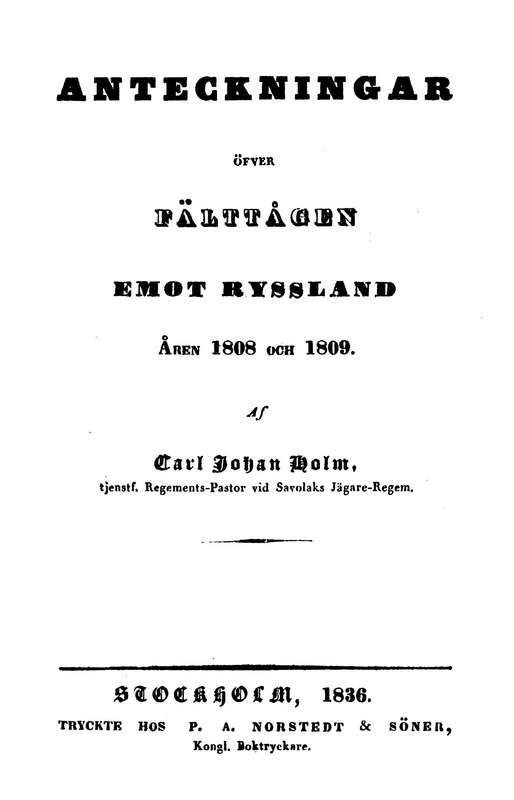 ANTECKNINGAR
ÖFVER
FÄLTTÅGEN
EMOT RYSSLAND
ÅREN 1808 OCH 1809.
Af
Carl Johan Holm,
tjenstf. Regements-Pastor vid Savolaks Jägare-Regem.
STOCKHOLM, 1836.
TRYCKTE HOS P. A. NORSTEDT & SÖNER,
Kongl. Boktryckare.